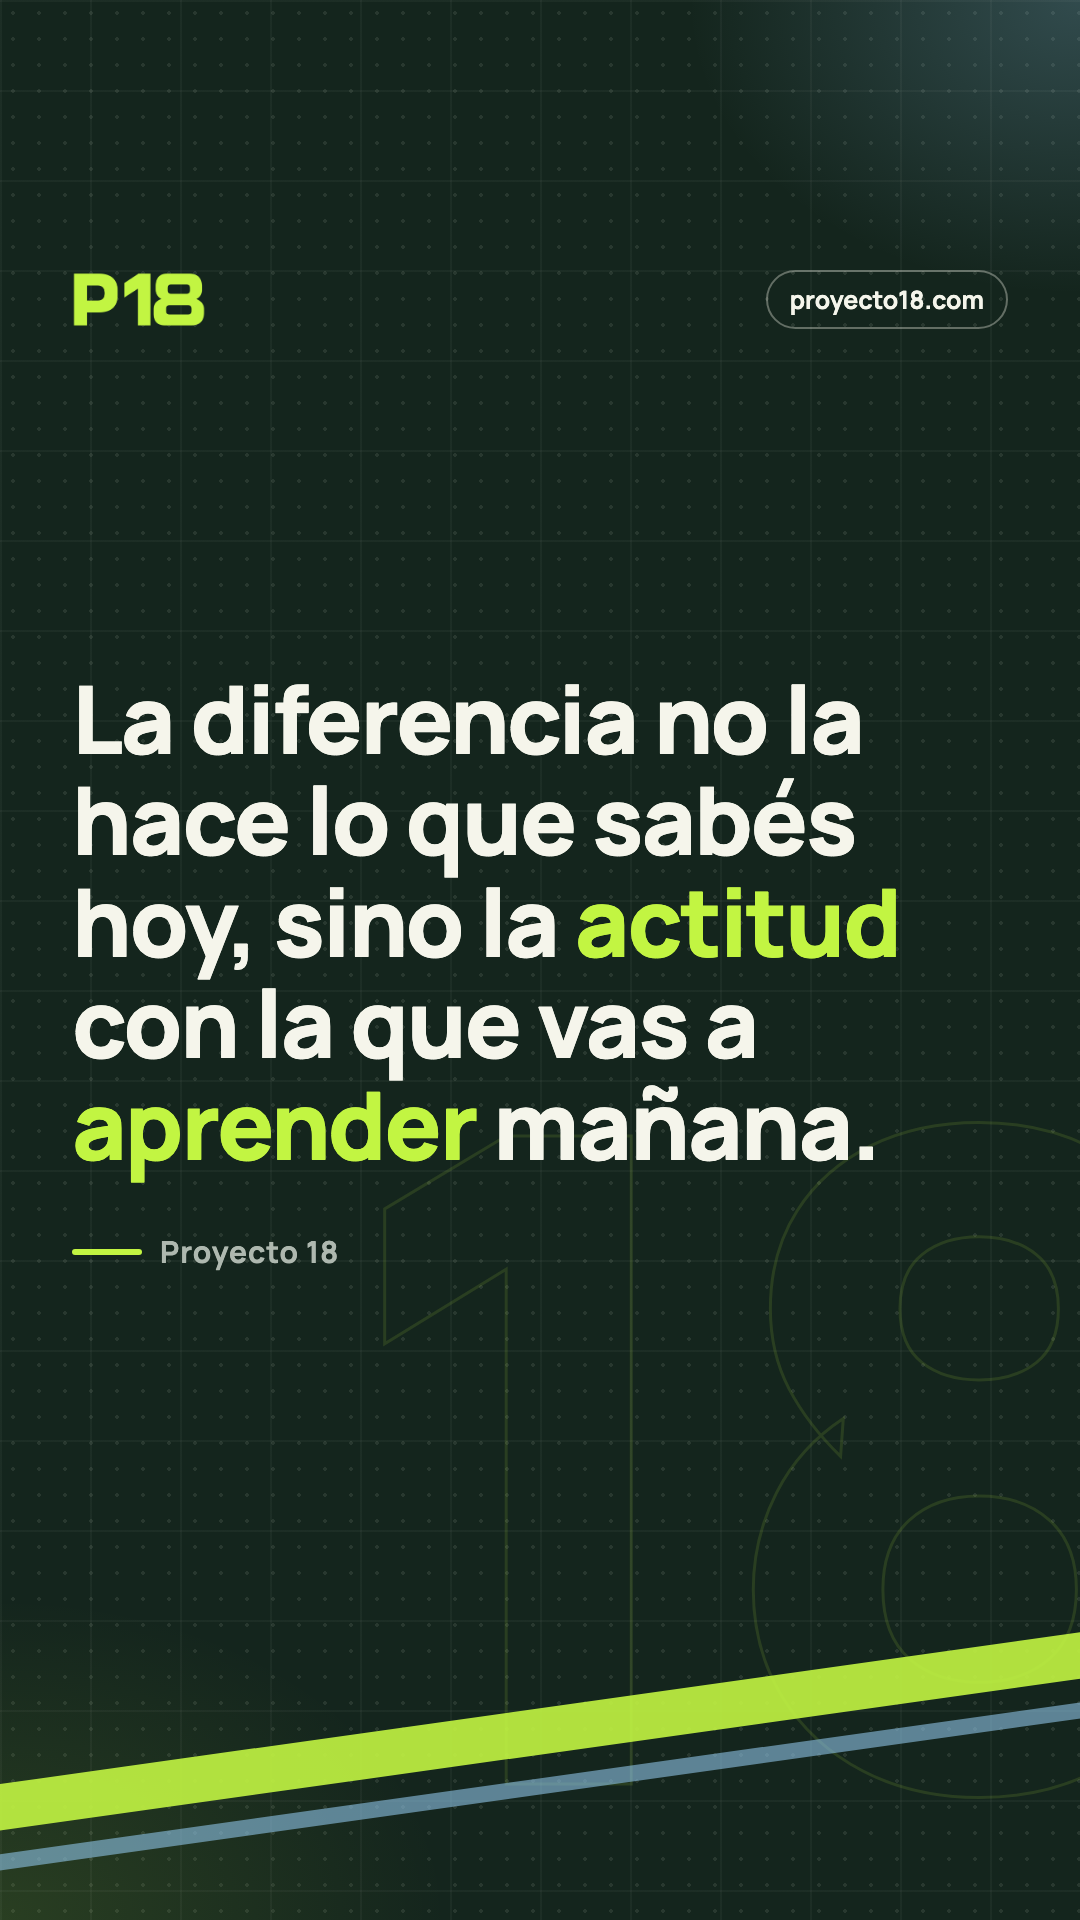 P18
proyecto18.com
La diferencia no la
hace lo que sabés
hoy, sino la actitud
con la que vas a
aprender mañana.
Proyecto 18
18